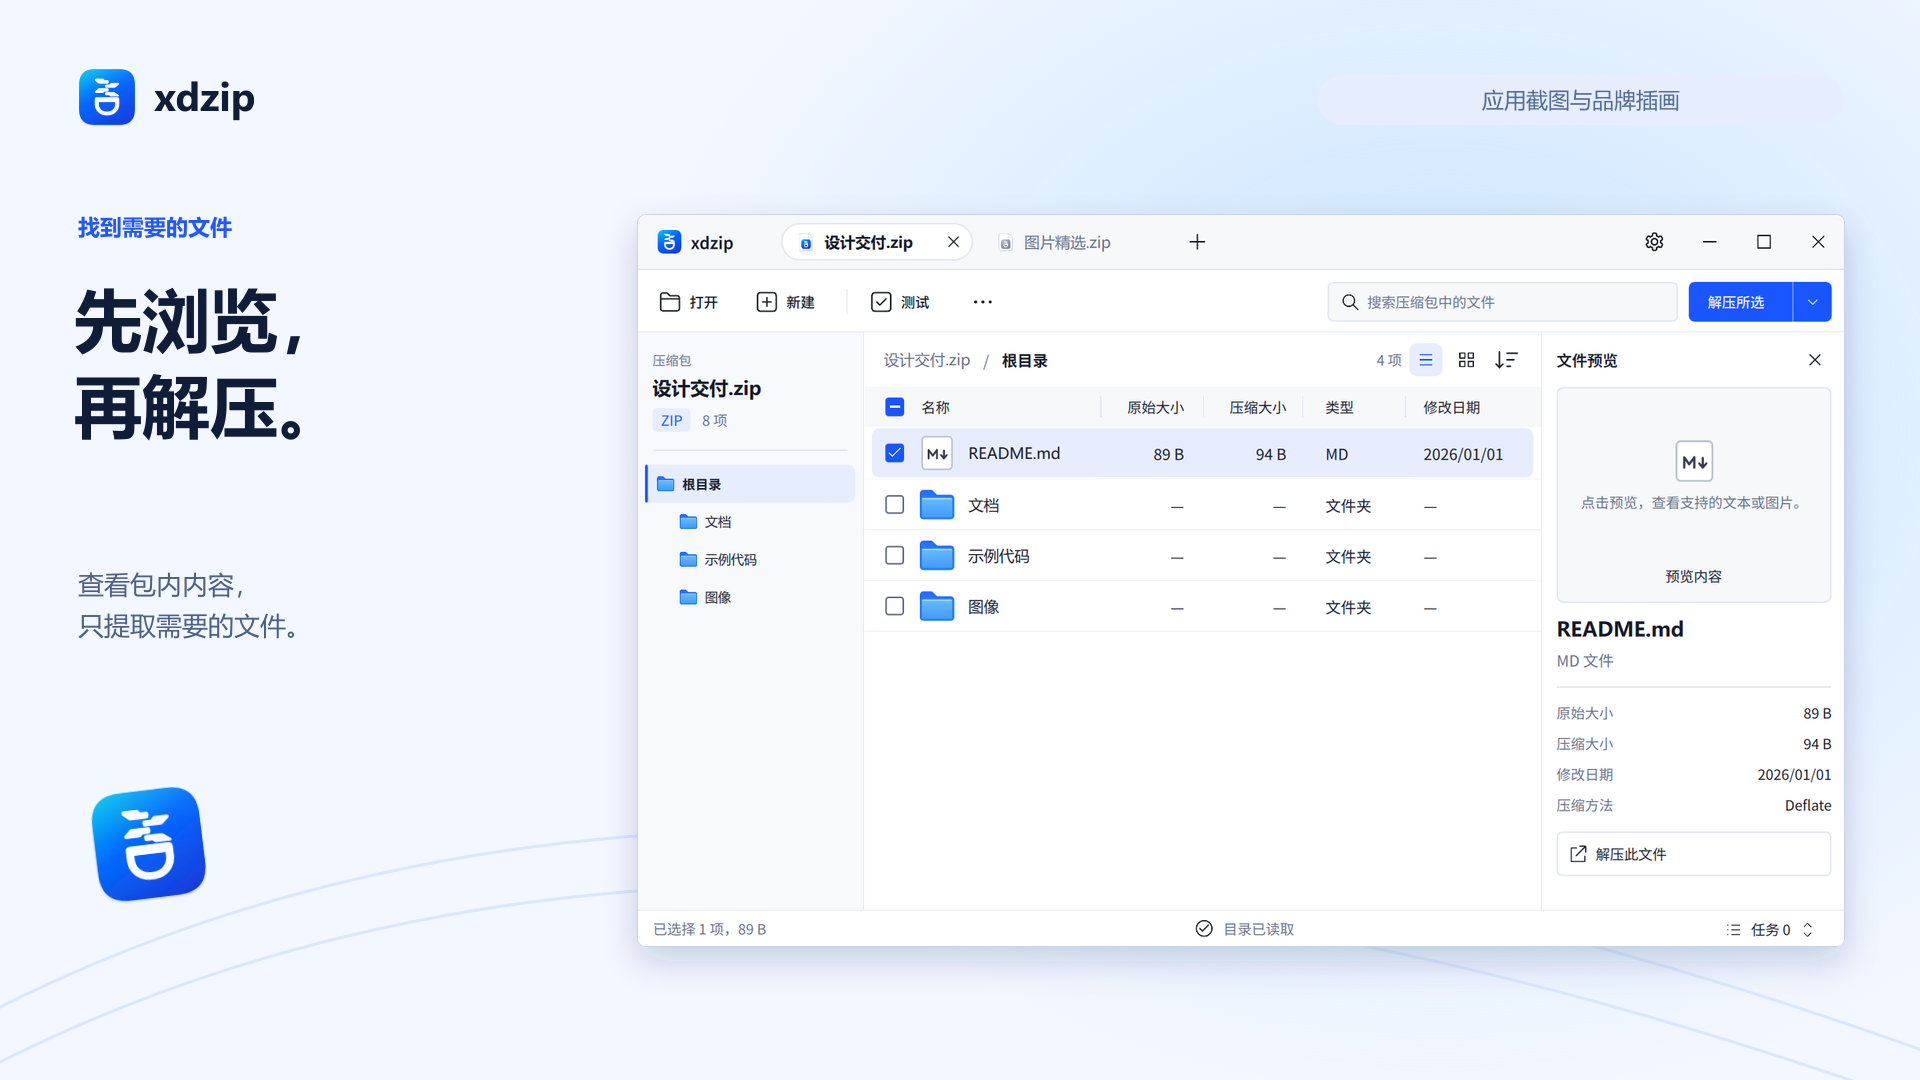 xdzip
应用截图与品牌插画
找到需要的文件
先浏览，
再解压。
查看包内内容，
只提取需要的文件。
xdzip
设计交付.zip
图片精选.zip
打开
新建
测试
搜索压缩包中的文件
解压所选
压缩包
设计交付.zip
ZIP 8 项
根目录
文档
示例代码
图像
设计交付.zip / 根目录
4 项
名称 原始大小 压缩大小 类型 修改日期
README.md 89 B 94 B MD 2026/01/01
文档 — — 文件夹 —
示例代码 — — 文件夹 —
图像 — — 文件夹 —
文件预览
M↓
点击预览，查看支持的文本或图片。
预览内容
README.md
MD 文件
原始大小 89 B
压缩大小 94 B
修改日期 2026/01/01
压缩方法 Deflate
解压此文件
已选择 1 项，89 B
目录已读取
任务 0